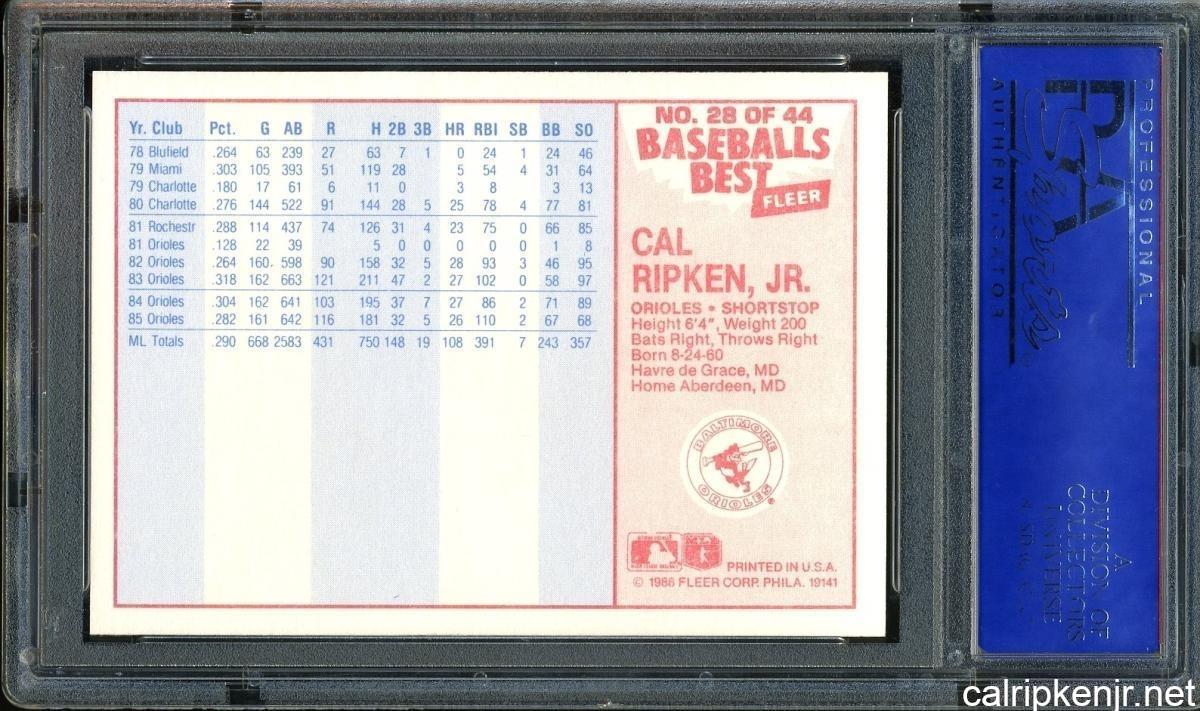 Yr. Club Pct. G AB R H 2B 3B HR RBI SB BB SO
78 Blufield .264 63 239 27 63 7 1 0 24 1 24 46
79 Miami .303 105 393 51 119 28 5 54 4 31 64
79 Charlotte .180 17 61 6 11 0 3 8 3 13
80 Charlotte .276 144 522 91 144 28 5 25 78 4 77 81
81 Rochestr .288 114 437 74 126 31 4 23 75 0 66 85
81 Orioles .128 22 39 5 0 0 0 0 0 1 8
82 Orioles .264 160 598 90 158 32 5 28 93 3 46 95
83 Orioles .318 162 663 121 211 47 2 27 102 0 58 97
84 Orioles .304 162 641 103 195 37 7 27 86 2 71 89
85 Orioles .282 161 642 116 181 32 5 26 110 2 67 68
ML Totals .290 668 2583 431 750 148 19 108 391 7 243 357
NO. 28 OF 44
BASEBALLS
BEST
FLEER
CAL
RIPKEN, JR.
ORIOLES • SHORTSTOP
Height 6'4", Weight 200
Bats Right, Throws Right
Born 8-24-60
Havre de Grace, MD
Home Aberdeen, MD
BALTIMORE
ORIOLES
PRINTED IN U.S.A.
© 1986 FLEER CORP. PHILA. 19141
PROFESSIONAL
PSA
AUTHENTICATOR
A
DIVISION OF
COLLECTORS
UNIVERSE
calripkenjr.net